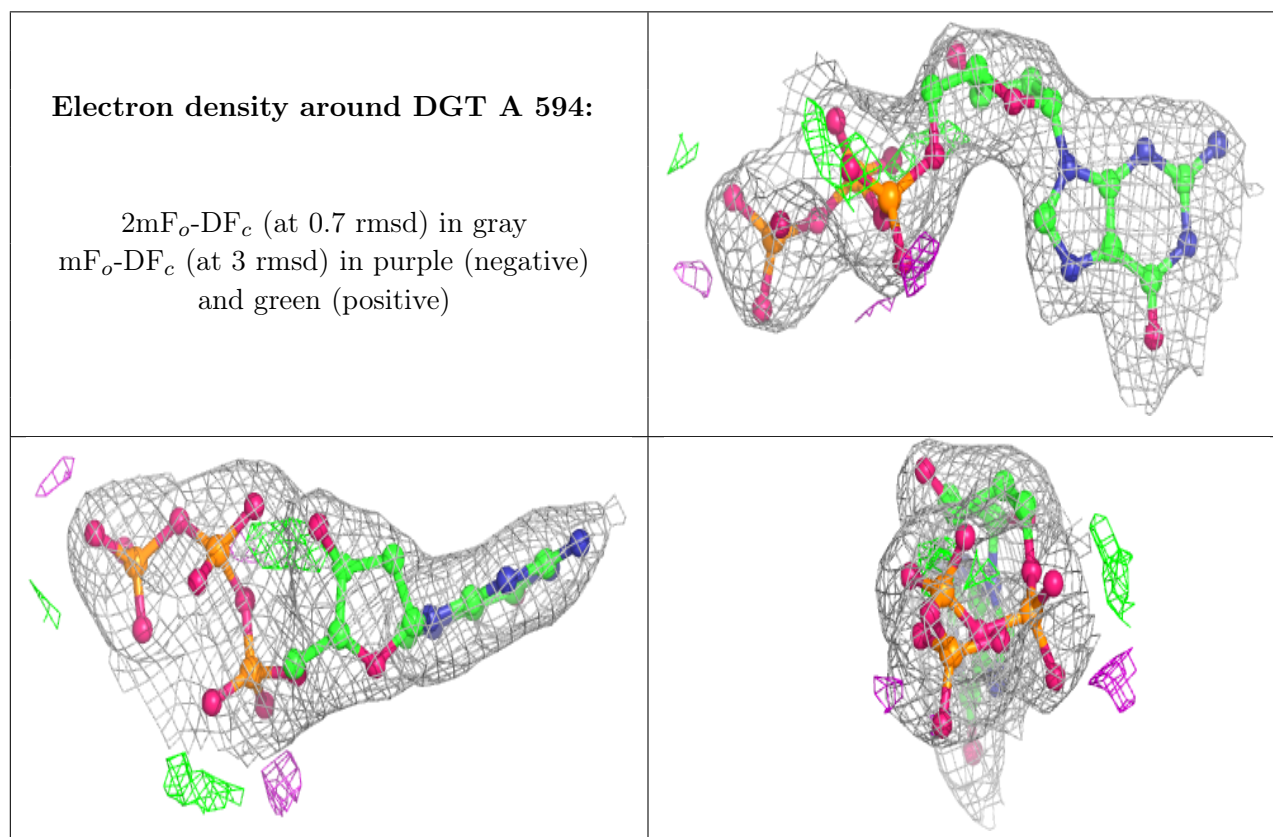 Electron density around DGT A 594:
2mFo-DFc (at 0.7 rmsd) in gray
mFo-DFc (at 3 rmsd) in purple (negative)
and green (positive)